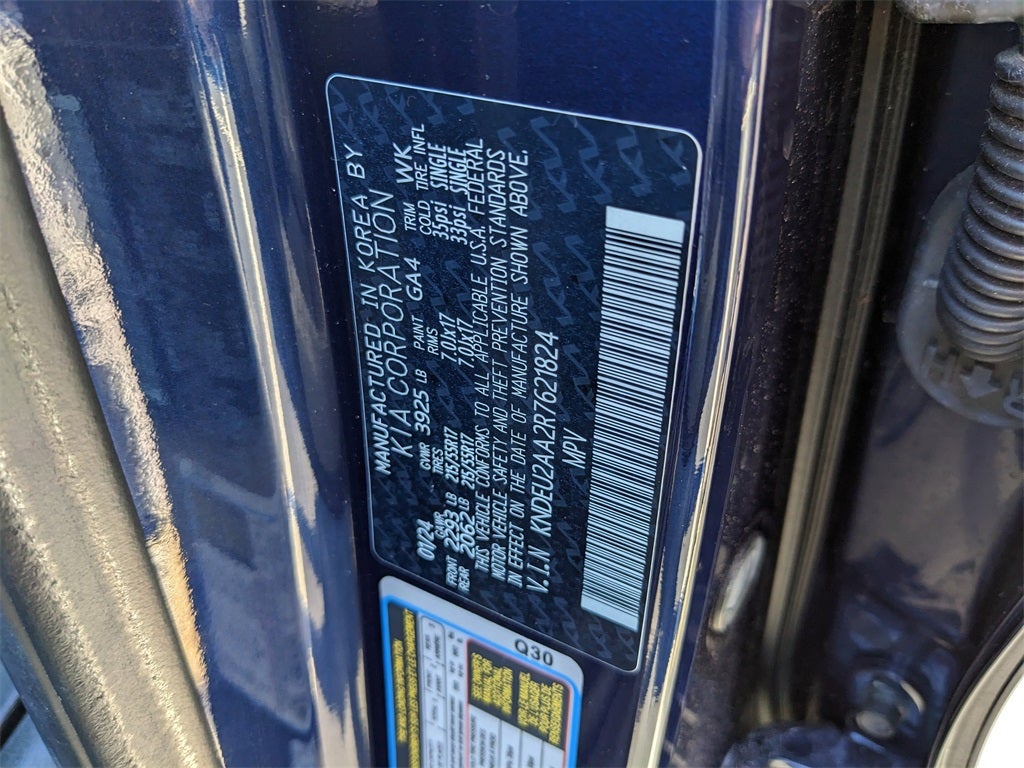 MANUFACTURED IN KOREA BY
KIA CORPORATION
00/24 GVWR 3925 LB PAINT GA4 TRIM WK
GAWR RIMS COLD TIRE INFL
FRONT 2293 LB 215/55R17 7.0JX17 35psi SINGLE
REAR 2062 LB 215/55R17 7.0JX17 33psi SINGLE
THIS VEHICLE CONFORMS TO ALL APPLICABLE U.S.A. FEDERAL
MOTOR VEHICLE SAFETY AND THEFT PREVENTION STANDARDS
IN EFFECT ON THE DATE OF MANUFACTURE SHOWN ABOVE.
V.I.N KNDEU2AA2R7621824
MPV
Q30